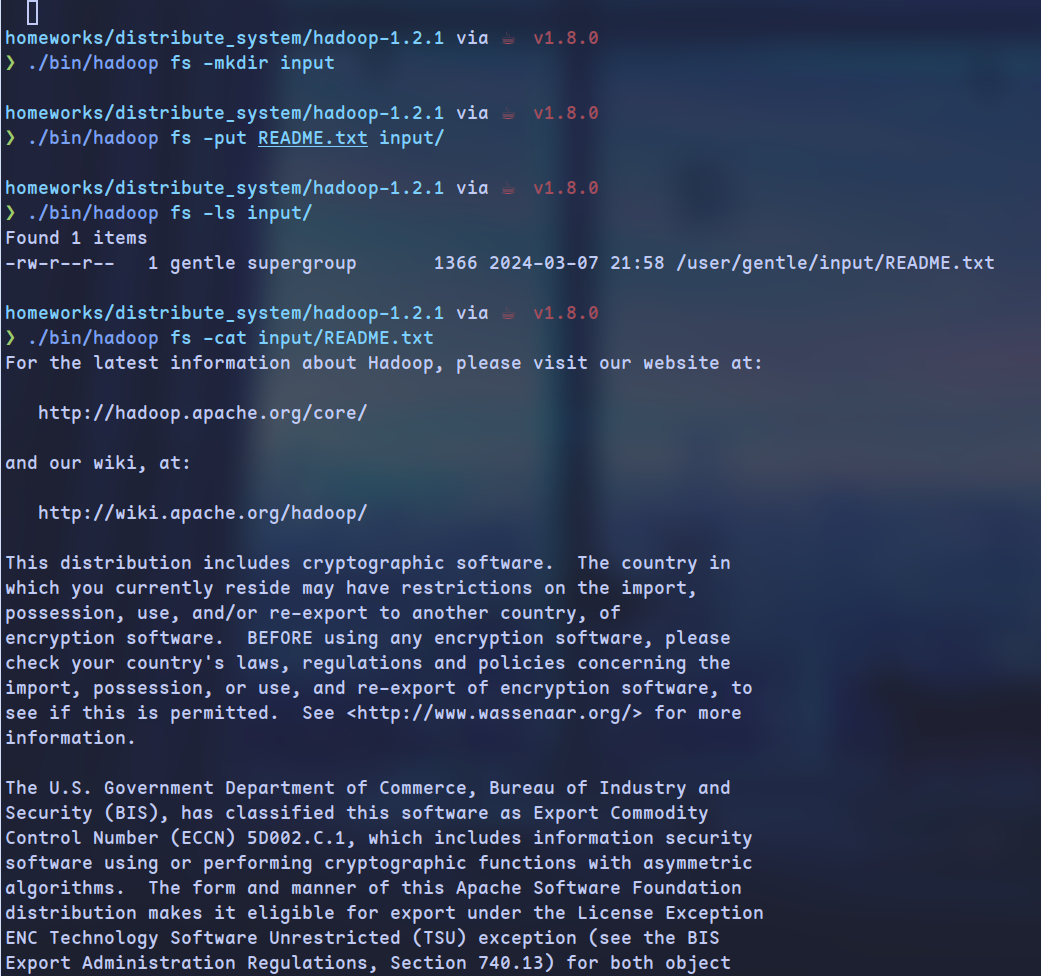 homeworks/distribute_system/hadoop-1.2.1 via ☕ v1.8.0
❯ ./bin/hadoop fs -mkdir input
homeworks/distribute_system/hadoop-1.2.1 via ☕ v1.8.0
❯ ./bin/hadoop fs -put README.txt input/
homeworks/distribute_system/hadoop-1.2.1 via ☕ v1.8.0
❯ ./bin/hadoop fs -ls input/
Found 1 items
-rw-r--r--   1 gentle supergroup       1366 2024-03-07 21:58 /user/gentle/input/README.txt
homeworks/distribute_system/hadoop-1.2.1 via ☕ v1.8.0
❯ ./bin/hadoop fs -cat input/README.txt
For the latest information about Hadoop, please visit our website at:
   http://hadoop.apache.org/core/
and our wiki, at:
   http://wiki.apache.org/hadoop/
This distribution includes cryptographic software.  The country in
which you currently reside may have restrictions on the import,
possession, use, and/or re-export to another country, of
encryption software.  BEFORE using any encryption software, please
check your country's laws, regulations and policies concerning the
import, possession, or use, and re-export of encryption software, to
see if this is permitted.  See <http://www.wassenaar.org/> for more
information.
The U.S. Government Department of Commerce, Bureau of Industry and
Security (BIS), has classified this software as Export Commodity
Control Number (ECCN) 5D002.C.1, which includes information security
software using or performing cryptographic functions with asymmetric
algorithms.  The form and manner of this Apache Software Foundation
distribution makes it eligible for export under the License Exception
ENC Technology Software Unrestricted (TSU) exception (see the BIS
Export Administration Regulations, Section 740.13) for both object